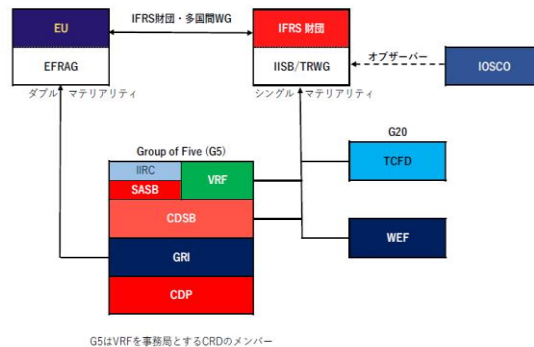 EU
IFRS財団・多国間WG
IFRS 財団
EFRAG
IISB/TRWG
オブザーバー
IOSCO
ダブル マテリアリティ
シングル マテリアリティ
Group of Five (G5)
G20
IIRC
VRF
SASB
TCFD
CDSB
GRI
WEF
CDP
G5はVRFを事務局とするCRDのメンバー